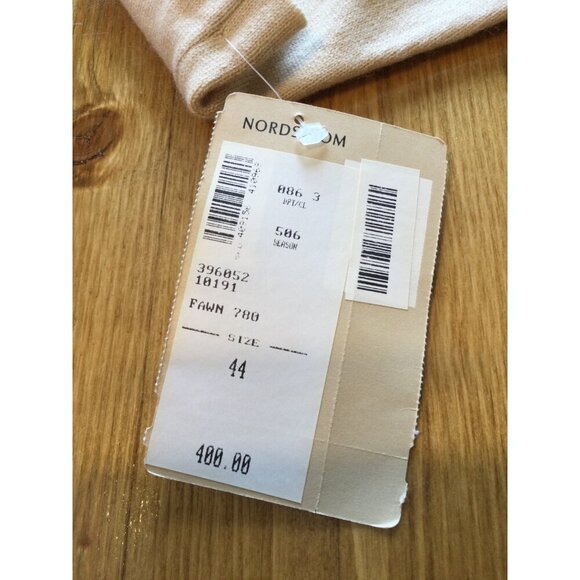 NORDSTROM
086 3
DPT/CL
506
SEASON
396052
10191
FAWN 780
SIZE
44
400.00